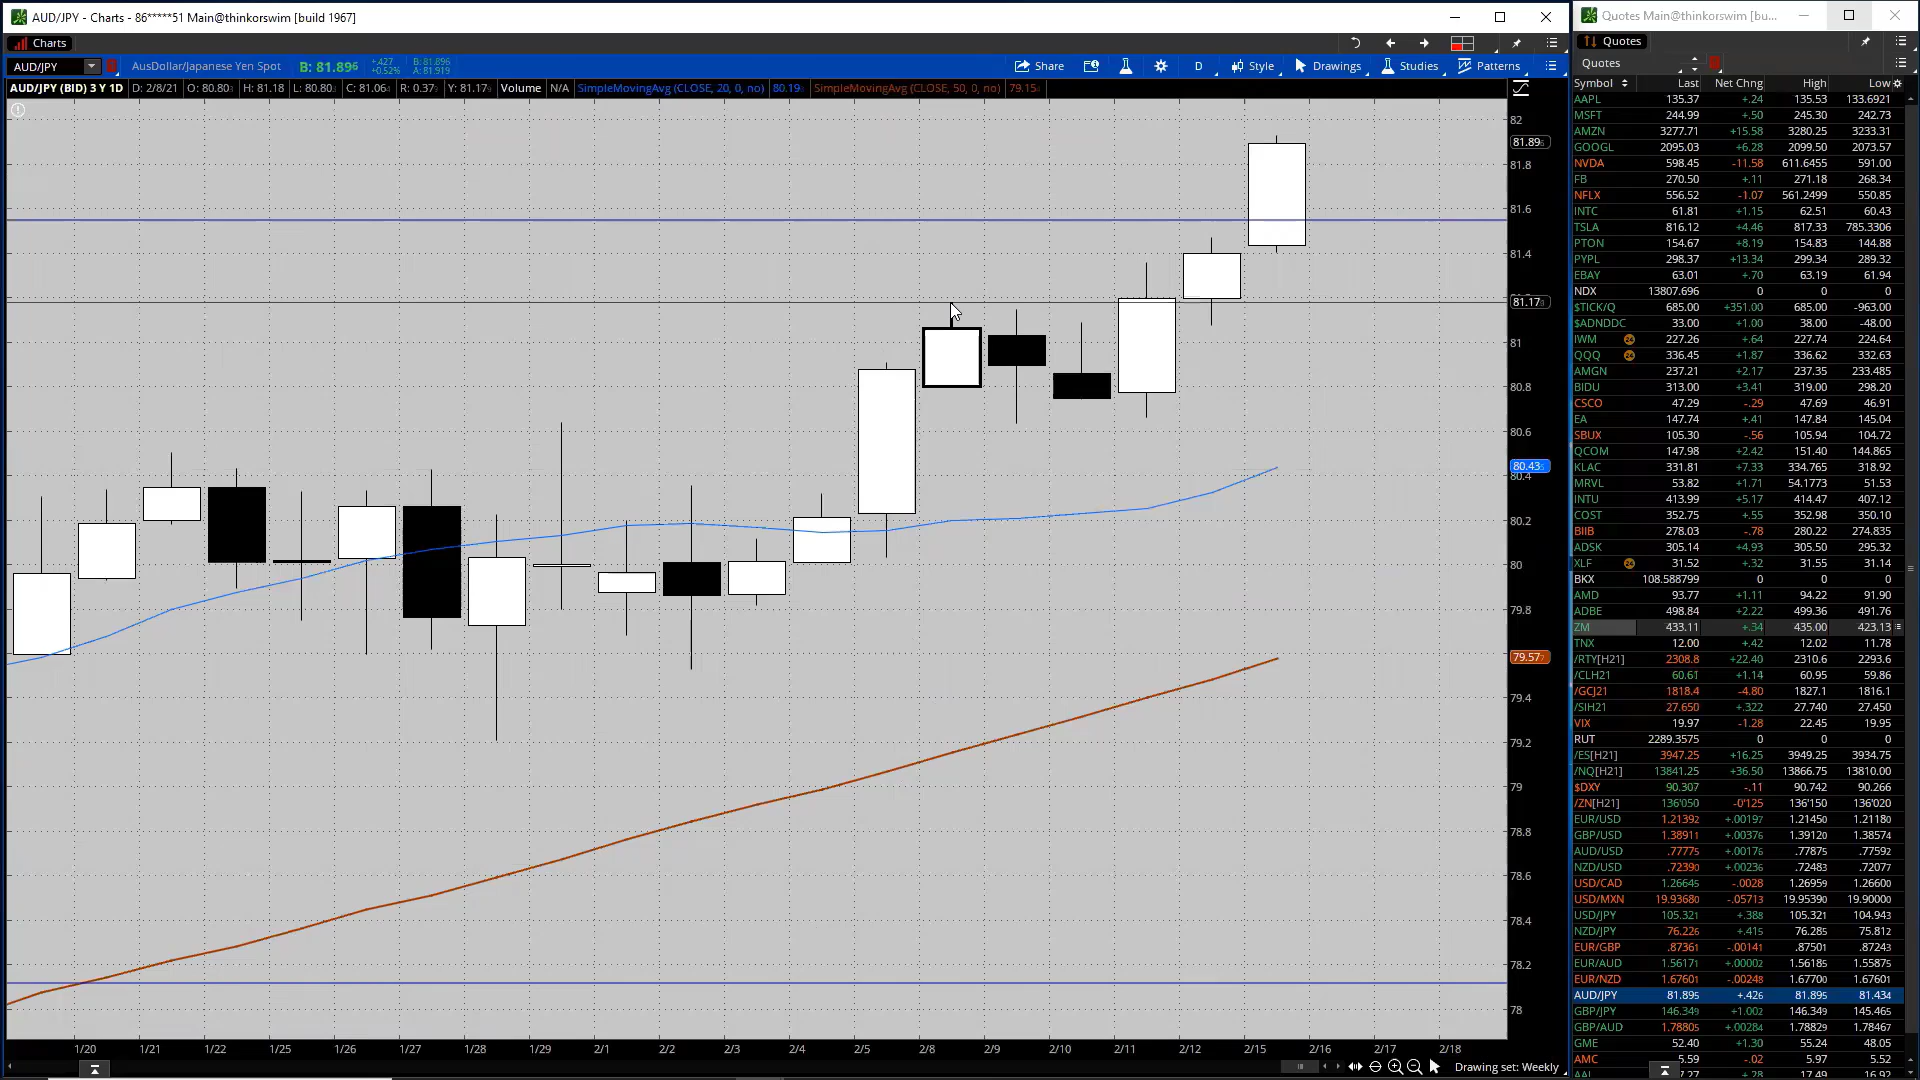 AUD/JPY - Charts - 86*****51 Main@thinkorswim [build 1967]
Charts
AUD/JPY AusDollar/Japanese Yen Spot B: 81.896 +.427 +0.52% B: 81.896 A: 81.919 Share D Style Drawings Studies Patterns
AUD/JPY (BID) 3 Y 1D D: 2/8/21 O: 80.80 H: 81.18 L: 80.80 C: 81.06 R: 0.37 Y: 81.17 Volume N/A SimpleMovingAvg (CLOSE, 20, 0, no) 80.19 SimpleMovingAvg (CLOSE, 50, 0, no) 79.15
82
81.89
81.8
81.6
81.4
81.17
81
80.8
80.6
80.43
80.4
80.2
80
79.8
79.57
79.4
79.2
79
78.8
78.6
78.4
78.2
78
1/20 1/21 1/22 1/25 1/26 1/27 1/28 1/29 2/1 2/2 2/3 2/4 2/5 2/8 2/9 2/10 2/11 2/12 2/15 2/16 2/17 2/18
Drawing set: Weekly
Quotes Main@thinkorswim [bu...
Quotes
Quotes
Symbol Last Net Chng High Low
AAPL 135.37 +.24 135.53 133.6921
MSFT 244.99 +.50 245.30 242.73
AMZN 3277.71 +15.58 3280.25 3233.31
GOOGL 2095.03 +6.28 2099.50 2073.57
NVDA 598.45 -11.58 611.6455 591.00
FB 270.50 +.11 271.18 268.34
NFLX 556.52 -1.07 561.2499 550.85
INTC 61.81 +1.15 62.51 60.43
TSLA 816.12 +4.46 817.33 785.3306
PTON 154.67 +8.19 154.83 144.88
PYPL 298.37 +13.34 299.34 289.32
EBAY 63.01 +.70 63.19 61.94
NDX 13807.696 0 0 0
$TICK/Q 685.00 +351.00 685.00 -963.00
$ADNDDC 33.00 +1.00 38.00 -48.00
IWM 24 227.26 +.64 227.74 224.64
QQQ 24 336.45 +1.87 336.62 332.63
AMGN 237.21 +2.17 237.35 233.485
BIDU 313.00 +3.41 319.00 298.20
CSCO 47.29 -.29 47.69 46.91
EA 147.74 +.41 147.84 145.04
SBUX 105.30 -.56 105.94 104.72
QCOM 147.98 +2.42 151.40 144.865
KLAC 331.81 +7.33 334.765 318.92
MRVL 53.82 +1.71 54.1773 51.53
INTU 413.99 +5.17 414.47 407.12
COST 352.75 +.55 352.98 350.10
BIIB 278.03 -.78 280.22 274.835
ADSK 305.14 +4.93 305.50 295.32
XLF 24 31.52 +.32 31.55 31.14
BKX 108.588799 0 0 0
AMD 93.77 +1.11 94.22 91.90
ADBE 498.84 +2.22 499.36 491.76
ZM 433.11 +.34 435.00 423.13
TNX 12.00 +.42 12.02 11.78
/RTY[H21] 2308.8 +22.40 2310.6 2293.6
/CLH21 60.61 +1.14 60.95 59.86
/GCJ21 1818.4 -4.80 1827.1 1816.1
/SIH21 27.650 +.322 27.740 27.450
VIX 19.97 -1.28 22.45 19.95
RUT 2289.3575 0 0 0
/ES[H21] 3947.25 +16.25 3949.25 3934.75
/NQ[H21] 13841.25 +36.50 13866.75 13810.00
$DXY 90.307 -.11 90.742 90.266
/ZN[H21] 136'050 -0'125 136'150 136'020
EUR/USD 1.21392 +.00197 1.21450 1.21180
GBP/USD 1.38911 +.00376 1.39120 1.38574
AUD/USD .77775 +.00176 .77875 .77592
NZD/USD .72390 +.00236 .72483 .72077
USD/CAD 1.26645 -.0028 1.26959 1.26600
USD/MXN 19.93680 -.05713 19.95390 19.90000
USD/JPY 105.321 +.388 105.321 104.943
NZD/JPY 76.226 +.415 76.285 75.812
EUR/GBP .87361 -.00141 .87501 .87243
EUR/AUD 1.56171 +.00002 1.56185 1.55875
EUR/NZD 1.67601 -.00248 1.67700 1.67601
AUD/JPY 81.895 +.426 81.895 81.434
GBP/JPY 146.349 +1.002 146.349 145.465
GBP/AUD 1.78805 +.00284 1.78829 1.78467
GME 52.40 +1.30 55.24 48.05
AMC 5.59 -.02 5.97 5.52
AAL 17.27 +.28 17.49 16.92